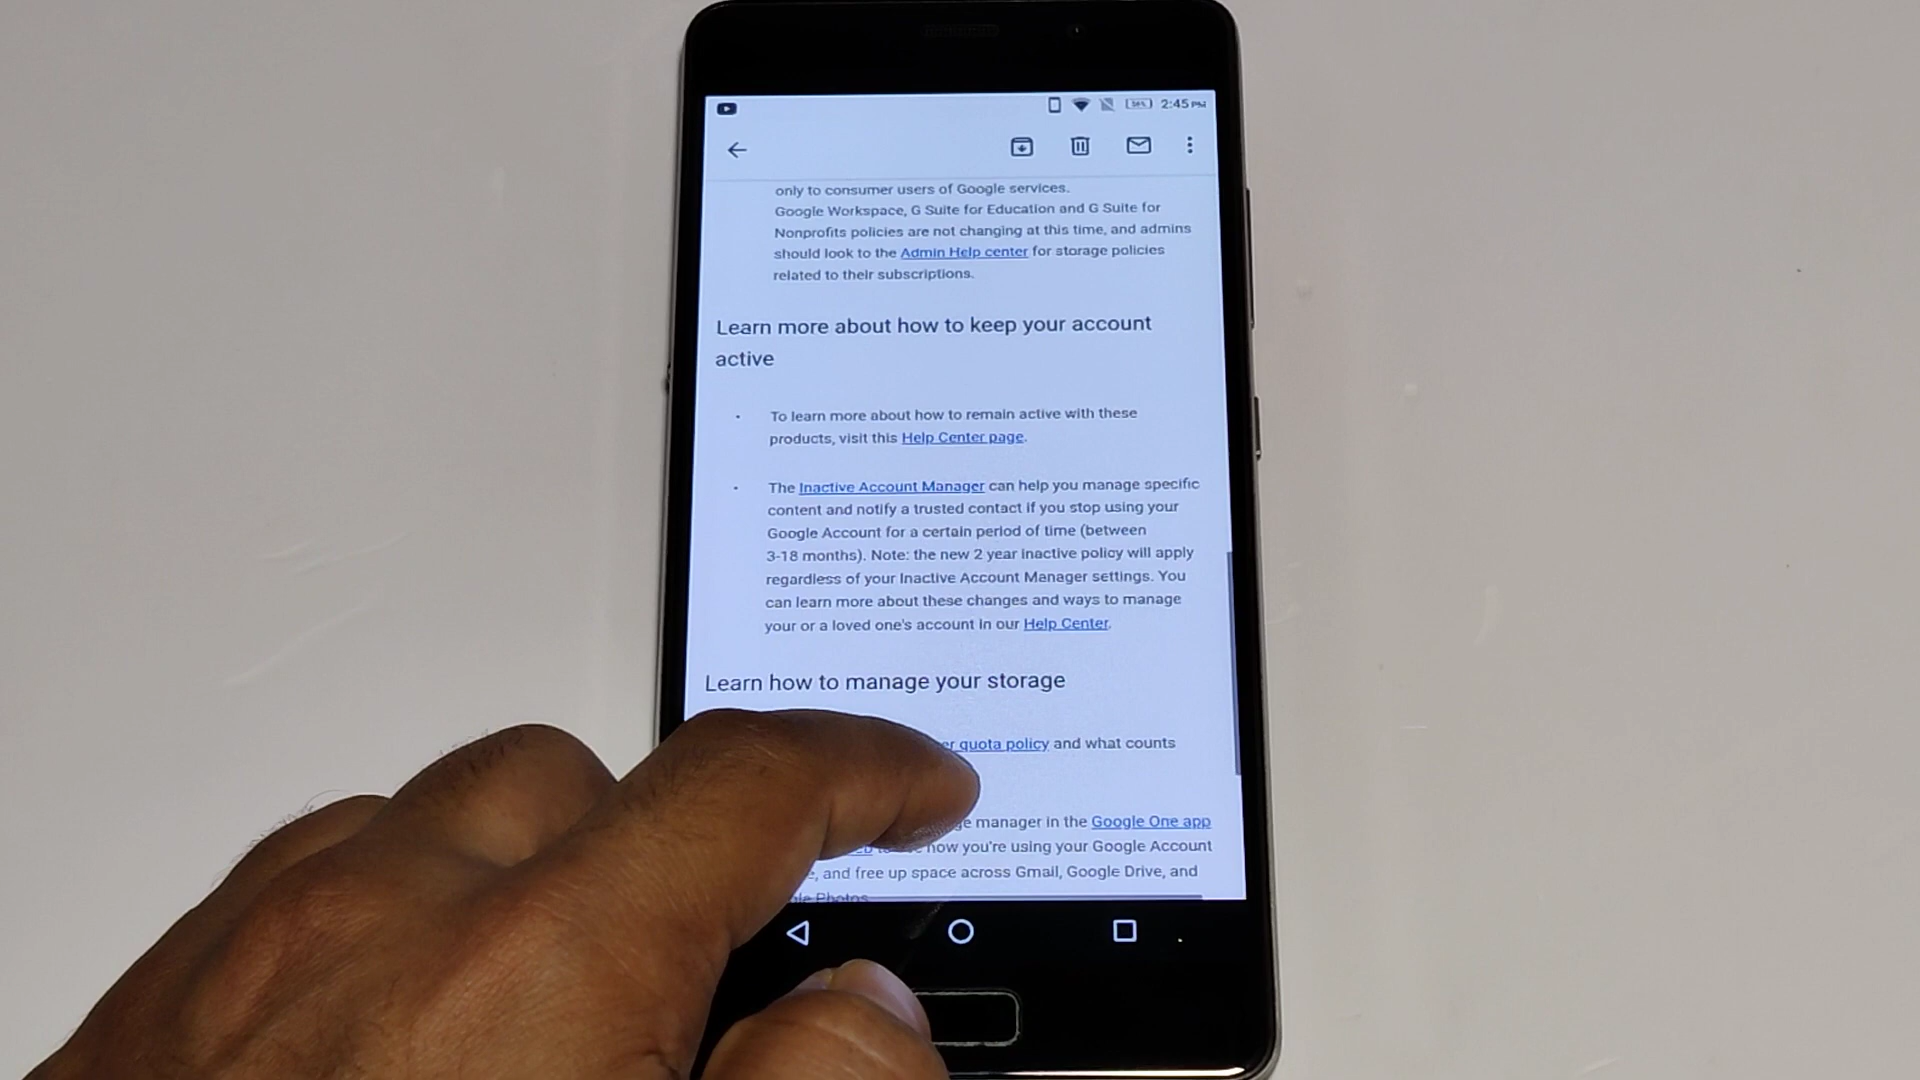 2:45 PM
only to consumer users of Google services.
Google Workspace, G Suite for Education and G Suite for
Nonprofits policies are not changing at this time, and admins
should look to the Admin Help center for storage policies
related to their subscriptions.
Learn more about how to keep your account
active
To learn more about how to remain active with these
products, visit this Help Center page.
The Inactive Account Manager can help you manage specific
content and notify a trusted contact if you stop using your
Google Account for a certain period of time (between
3-18 months). Note: the new 2 year inactive policy will apply
regardless of your Inactive Account Manager settings. You
can learn more about these changes and ways to manage
your or a loved one's account in our Help Center.
Learn how to manage your storage
quota policy and what counts
manager in the Google One app
how you're using your Google Account
, and free up space across Gmail, Google Drive, and
Photos